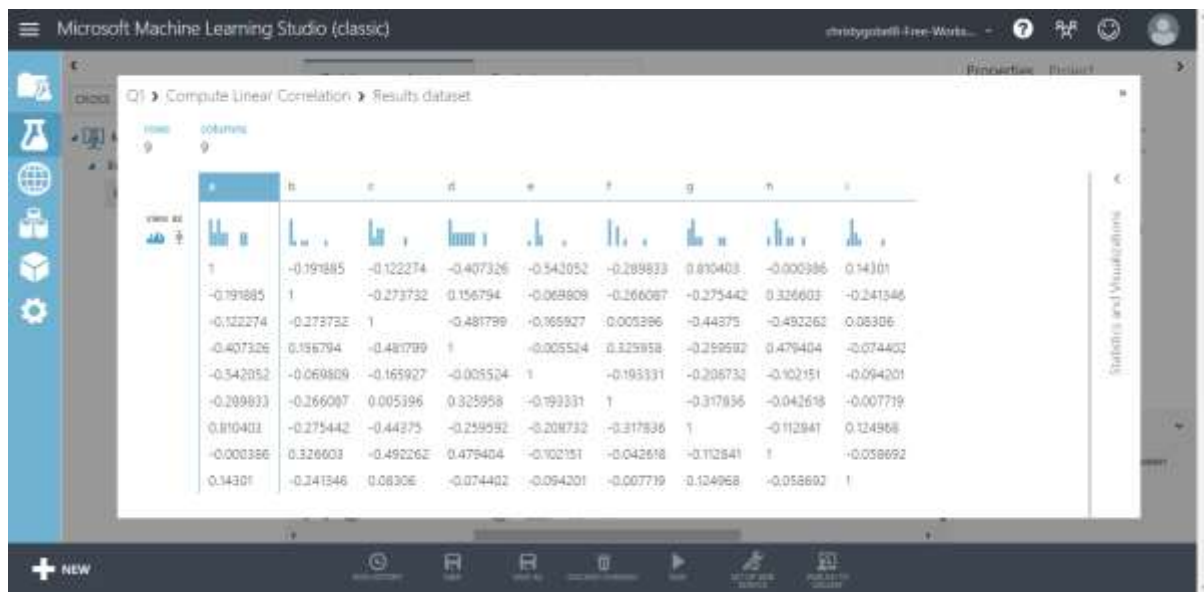 Microsoft Machine Learning Studio (classic)
christygobelli-Free-Works...
Properties Project
Q1 > Compute Linear Correlation > Results dataset
rows columns
9 9
a b c d e f g h i
view as
1 -0.191885 -0.122274 -0.407326 -0.542052 -0.289833 0.810403 -0.000386 0.14301
-0.191885 1 -0.273732 0.156794 -0.069809 -0.266087 -0.275442 0.326603 -0.241346
-0.122274 -0.273732 1 -0.481799 -0.165927 0.005396 -0.44375 -0.492262 0.08306
-0.407326 0.156794 -0.481799 1 -0.005524 0.325958 -0.259592 0.479404 -0.074402
-0.542052 -0.069809 -0.165927 -0.005524 1 -0.193331 -0.208732 -0.102151 -0.094201
-0.289833 -0.266087 0.005396 0.325958 -0.193331 1 -0.317836 -0.042618 -0.007719
0.810403 -0.275442 -0.44375 -0.259592 -0.208732 -0.317836 1 -0.112841 0.124968
-0.000386 0.326603 -0.492262 0.479404 -0.102151 -0.042618 -0.112841 1 -0.058692
0.14301 -0.241346 0.08306 -0.074402 -0.094201 -0.007719 0.124968 -0.058692 1
Statistics and Visualizations
NEW